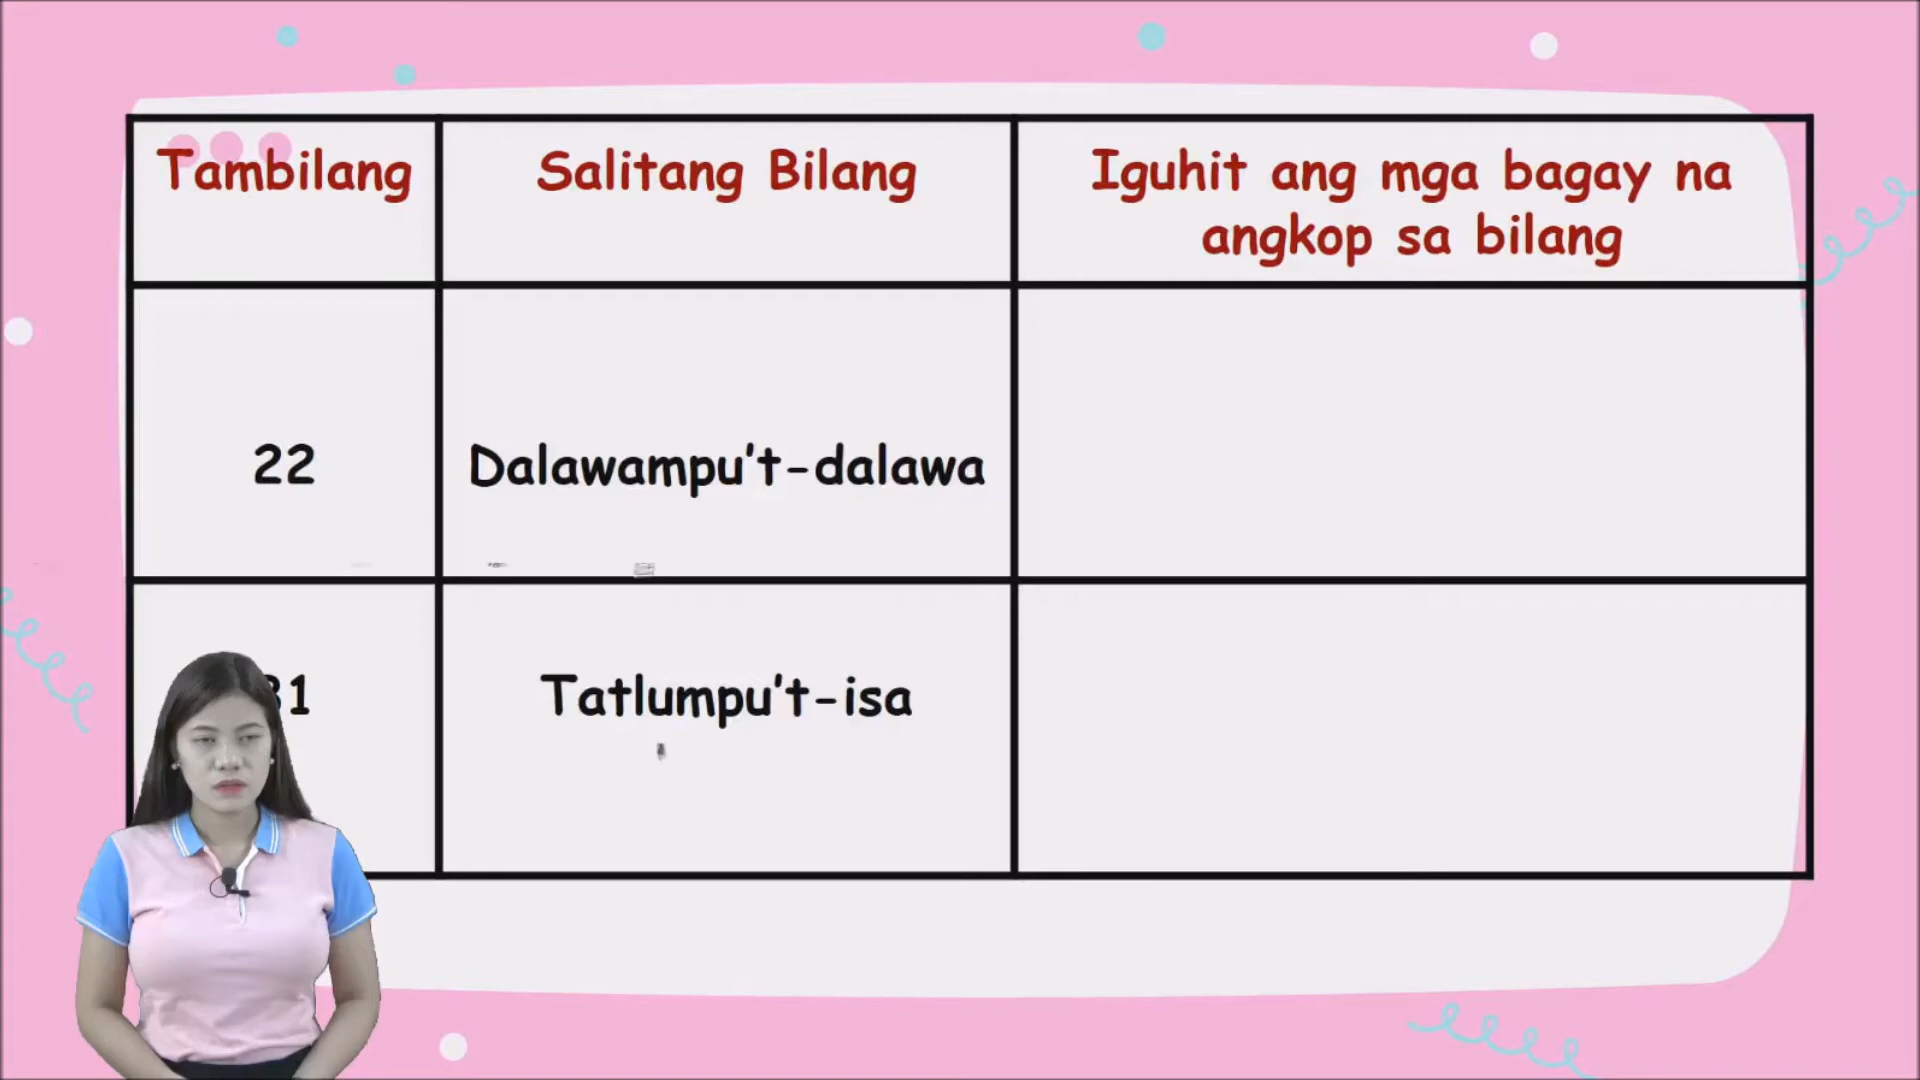 Tambilang
Salitang Bilang
Iguhit ang mga bagay na
angkop sa bilang
22
Dalawampu't-dalawa
Tatlumpu't-isa